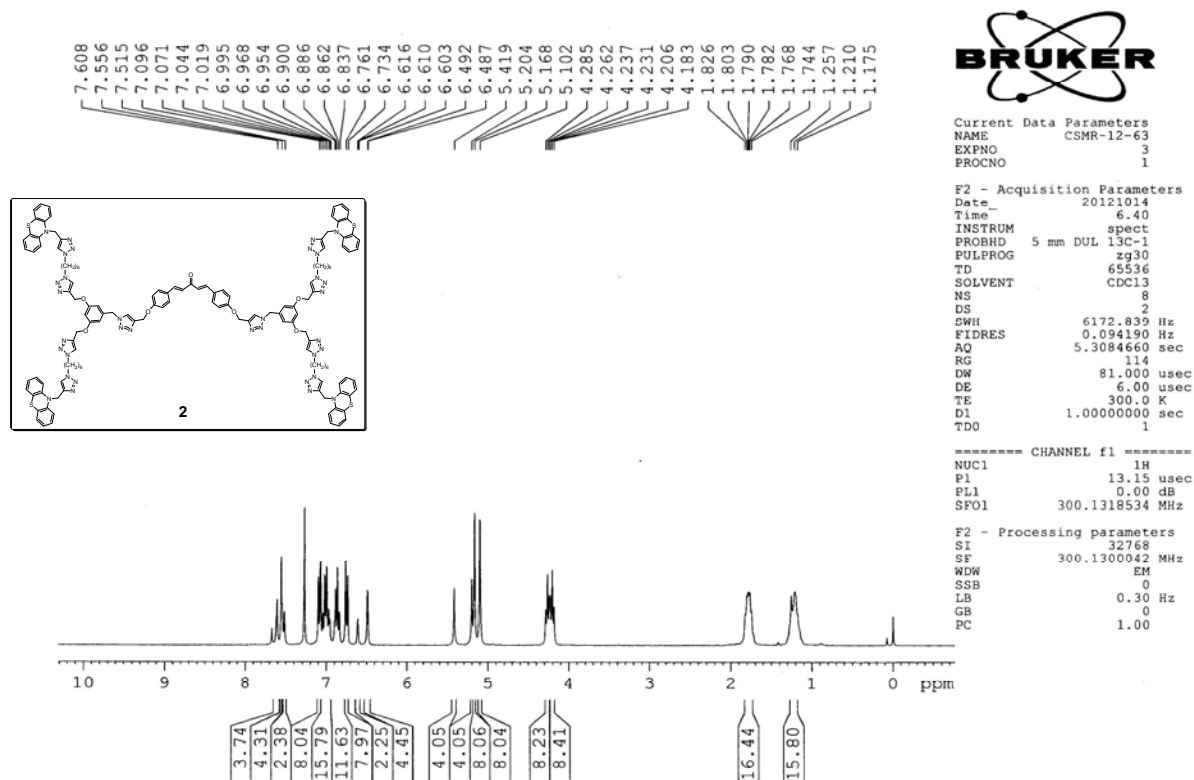 7.608
7.556
7.515
7.096
7.071
7.044
7.019
6.995
6.968
6.954
6.900
6.886
6.862
6.837
6.761
6.734
6.616
6.610
6.603
6.492
6.487
5.419
5.204
5.168
5.102
4.285
4.262
4.237
4.231
4.206
4.183
1.826
1.803
1.790
1.782
1.768
1.744
1.257
1.210
1.175
BRUKER
Current Data Parameters
NAME CSMR-12-63
EXPNO 3
PROCNO 1
F2 - Acquisition Parameters
Date_ 20121014
Time 6.40
INSTRUM spect
PROBHD 5 mm DUL 13C-1
PULPROG zg30
TD 65536
SOLVENT CDCl3
NS 8
DS 2
SWH 6172.839 Hz
FIDRES 0.094190 Hz
AQ 5.3084660 sec
RG 114
DW 81.000 usec
DE 6.00 usec
TE 300.0 K
D1 1.00000000 sec
TD0 1
======== CHANNEL f1 ========
NUC1 1H
P1 13.15 usec
PL1 0.00 dB
SFO1 300.1318534 MHz
F2 - Processing parameters
SI 32768
SF 300.1300042 MHz
WDW EM
SSB 0
LB 0.30 Hz
GB 0
PC 1.00
2
10 9 8 7 6 5 4 3 2 1 0 ppm
3.74
4.31
2.38
8.04
15.79
11.63
7.97
2.25
4.45
4.05
4.05
8.06
8.04
8.23
8.41
16.44
15.80